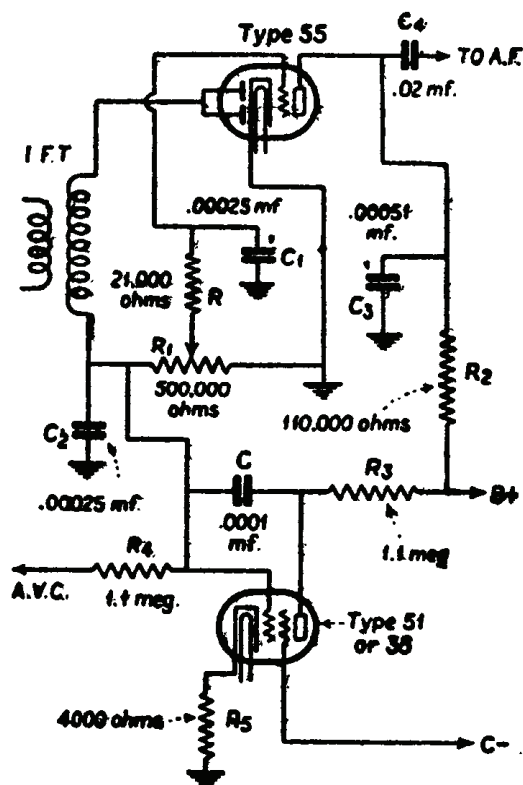 Type 55
C4
TO A.F.
.02 mf.
I F.T
.00025 mf
C1
.00051
mf.
C3
21,000
ohms
R
R1
500,000
ohms
R2
110,000 ohms
C2
.00025 mf.
C
.0001
mf.
R3
B+
1.1 meg
R4
A.V.C.
1.1 meg.
Type 51
or 38
4000 ohms
R5
C-